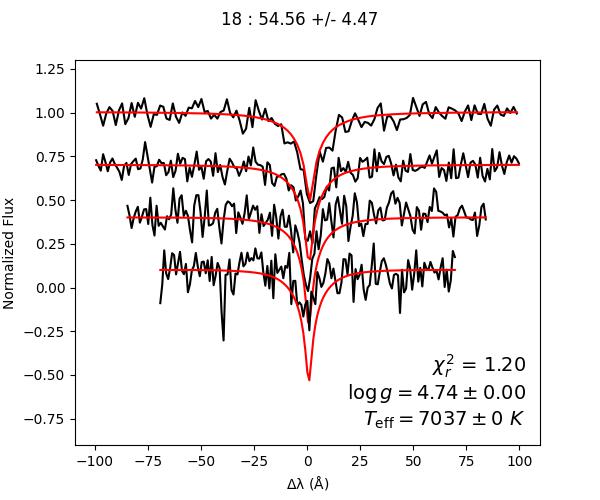 18 : 54.56 +/- 4.47
1.25
1.00
0.75
0.50
0.25
0.00
−0.25
−0.50
−0.75
Normalized Flux
χ²ᵣ = 1.20
log g = 4.74 ± 0.00
T_eff = 7037 ± 0 K
−100 −75 −50 −25 0 25 50 75 100
Δλ (Å)